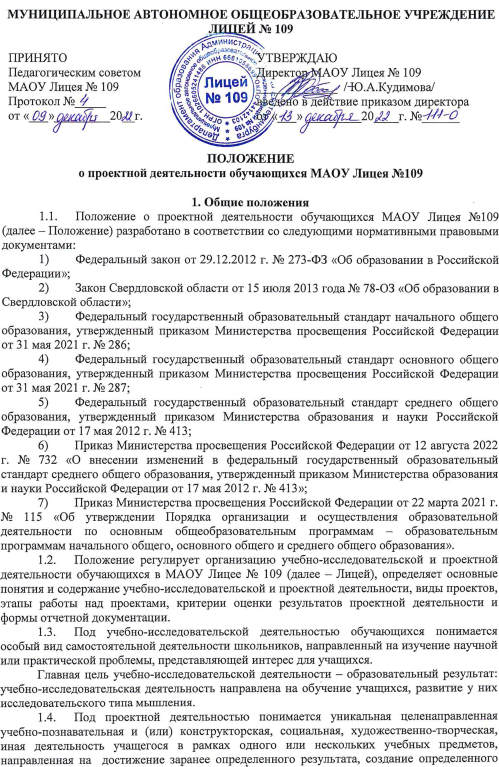 МУНИЦИПАЛЬНОЕ АВТОНОМНОЕ ОБЩЕОБРАЗОВАТЕЛЬНОЕ УЧРЕЖДЕНИЕ
ЛИЦЕЙ № 109
ПРИНЯТО
Педагогическим советом
МАОУ Лицея № 109
Протокол № 4
от « 09 » декабря 2022 г.
Лицей
№ 109
УТВЕРЖДАЮ
Директор МАОУ Лицея № 109
/Ю.А.Кудимова/
введено в действие приказом директора
от « 13 » декабря 2022 г. № 111-О
ПОЛОЖЕНИЕ
о проектной деятельности обучающихся МАОУ Лицея №109
1. Общие положения
1.1. Положение о проектной деятельности обучающихся МАОУ Лицея №109
(далее – Положение) разработано в соответствии со следующими нормативными правовыми
документами:
1) Федеральный закон от 29.12.2012 г. № 273-ФЗ «Об образовании в Российской
Федерации»;
2) Закон Свердловской области от 15 июля 2013 года № 78-ОЗ «Об образовании в
Свердловской области»;
3) Федеральный государственный образовательный стандарт начального общего
образования, утвержденный приказом Министерства просвещения Российской Федерации
от 31 мая 2021 г. № 286;
4) Федеральный государственный образовательный стандарт основного общего
образования, утвержденный приказом Министерства просвещения Российской Федерации
от 31 мая 2021 г. № 287;
5) Федеральный государственный образовательный стандарт среднего общего
образования, утвержденный приказом Министерства образования и науки Российской
Федерации от 17 мая 2012 г. № 413;
6) Приказ Министерства просвещения Российской Федерации от 12 августа 2022
г. № 732 «О внесении изменений в федеральный государственный образовательный
стандарт среднего общего образования, утвержденный приказом Министерства образования
и науки Российской Федерации от 17 мая 2012 г. № 413»;
7) Приказ Министерства просвещения Российской Федерации от 22 марта 2021 г.
№ 115 «Об утверждении Порядка организации и осуществления образовательной
деятельности по основным общеобразовательным программам – образовательным
программам начального общего, основного общего и среднего общего образования».
1.2. Положение регулирует организацию учебно-исследовательской и проектной
деятельности обучающихся в МАОУ Лицее № 109 (далее – Лицей), определяет основные
понятия и содержание учебно-исследовательской и проектной деятельности, виды проектов,
этапы работы над проектами, критерии оценки результатов проектной деятельности и
формы отчетной документации.
1.3. Под учебно-исследовательской деятельностью обучающихся понимается
особый вид самостоятельной деятельности школьников, направленный на изучение научной
или практической проблемы, представляющей интерес для учащихся.
Главная цель учебно-исследовательской деятельности – образовательный результат:
учебно-исследовательская деятельность направлена на обучение учащихся, развитие у них
исследовательского типа мышления.
1.4. Под проектной деятельностью понимается уникальная целенаправленная
учебно-познавательная и (или) конструкторская, социальная, художественно-творческая,
иная деятельность учащегося в рамках одного или нескольких учебных предметов,
направленная на достижение заранее определенного результата, создание определенного